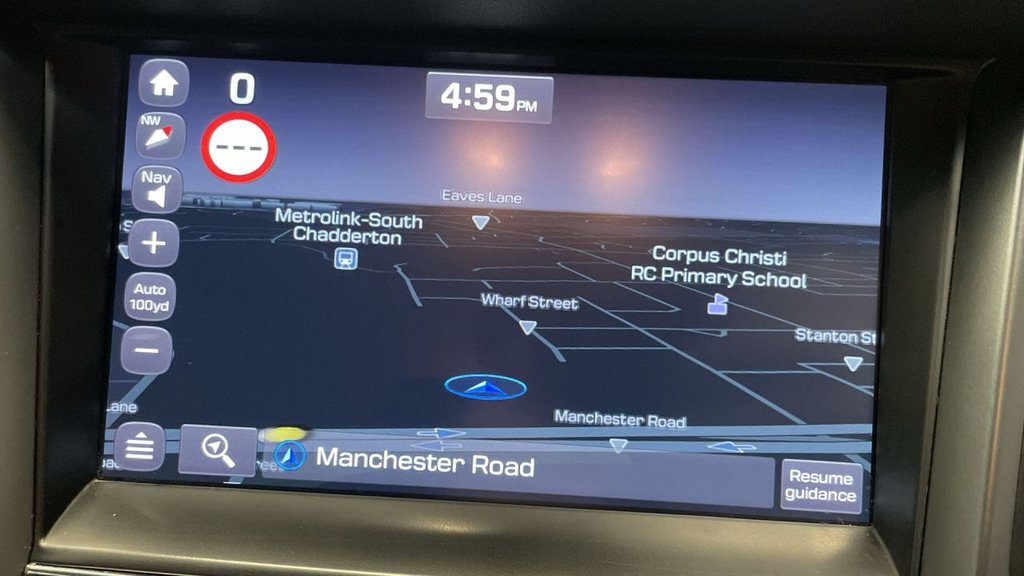 0
4:59PM
NW
---
Nav
Eaves Lane
Metrolink-South
Chadderton
Corpus Christi
RC Primary School
Auto
100yd
Wharf Street
Stanton St
Lane
Manchester Road
Manchester Road
Resume
guidance